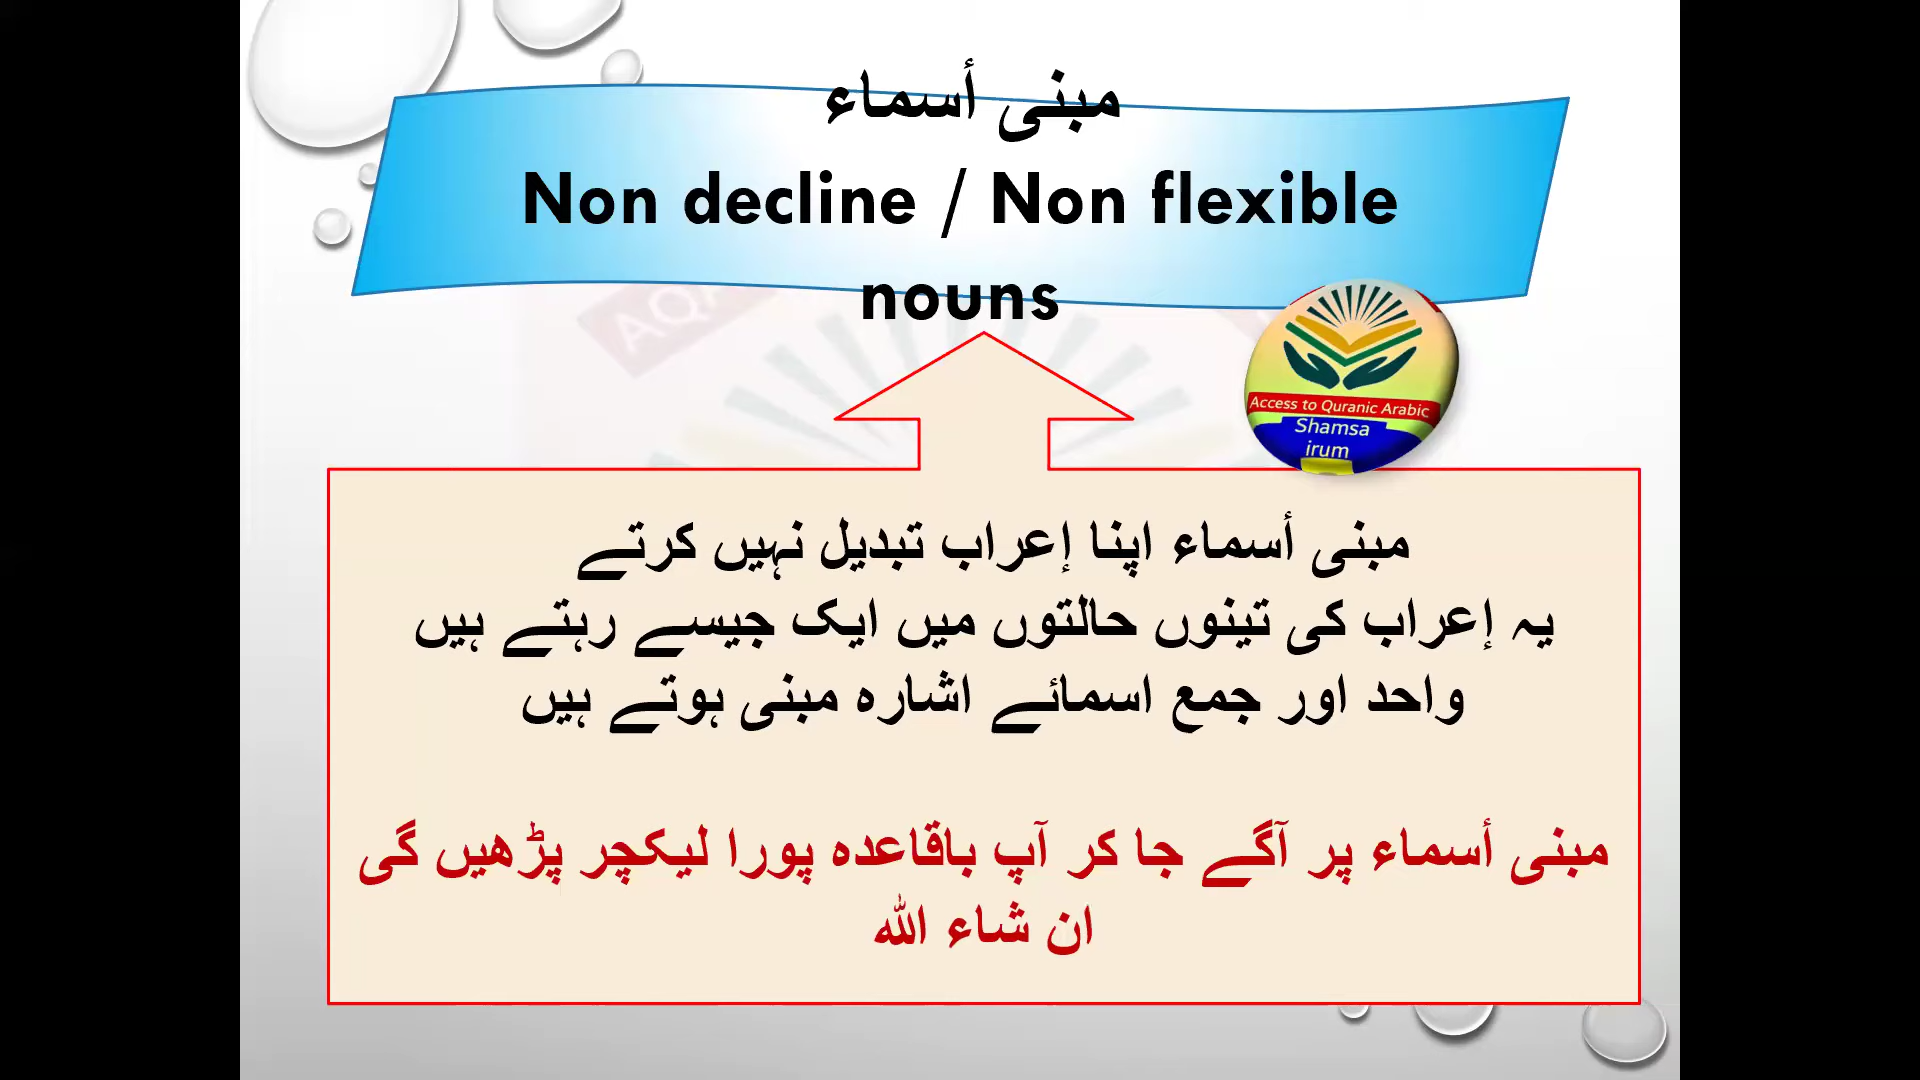 مبنی أسماء
Non decline / Non flexible
nouns
Access to Quranic Arabic
Shamsa
irum
مبنی أسماء اپنا إعراب تبدیل نہیں کرتے
یہ إعراب کی تینوں حالتوں میں ایک جیسے رہتے ہیں
واحد اور جمع اسمائے اشارہ مبنی ہوتے ہیں
مبنی أسماء پر آگے جا کر آپ باقاعدہ پورا لیکچر پڑھیں گی
ان شاء اللہ